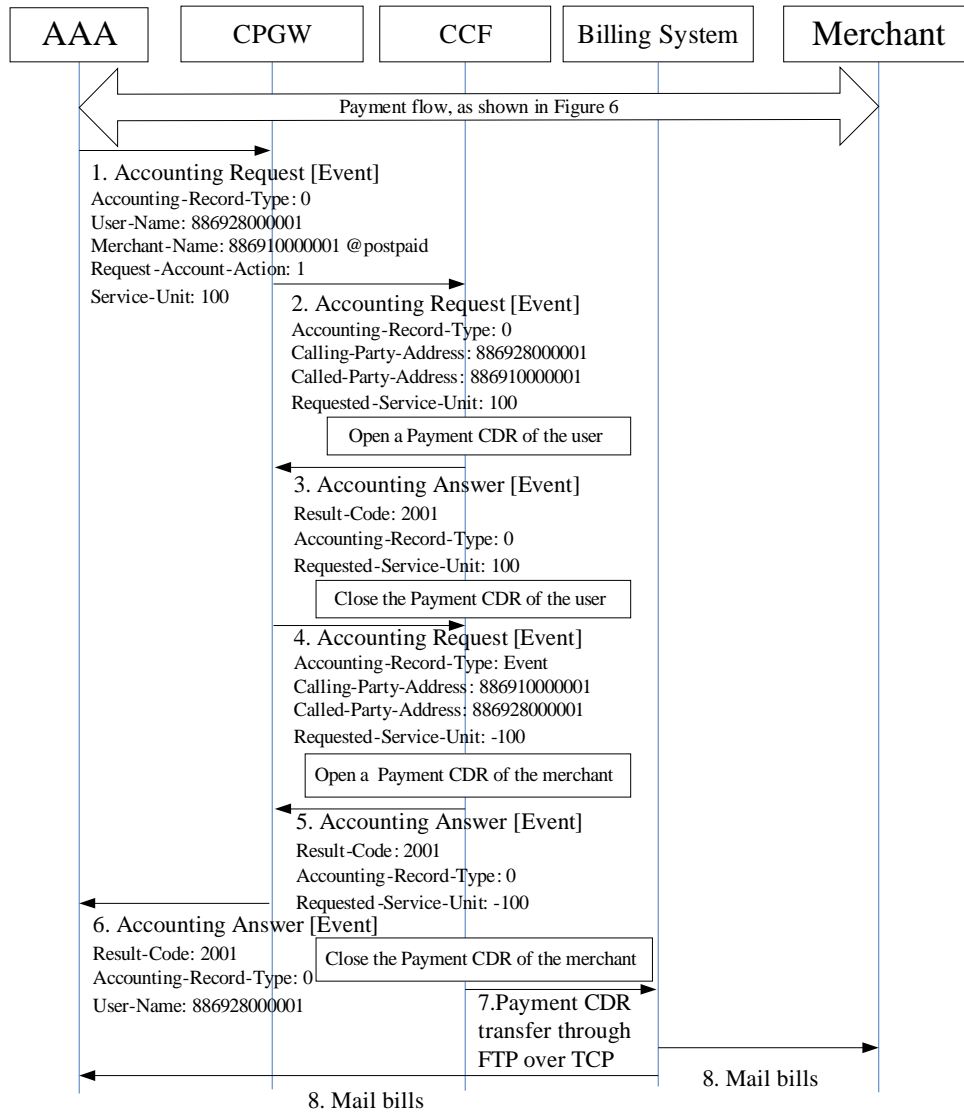 AAA
CPGW
CCF
Billing System
Merchant
Payment flow, as shown in Figure 6
1. Accounting Request [Event]
Accounting-Record-Type: 0
User-Name: 886928000001
Merchant-Name: 886910000001 @postpaid
Request-Account-Action: 1
Service-Unit: 100
2. Accounting Request [Event]
Accounting-Record-Type: 0
Calling-Party-Address: 886928000001
Called-Party-Address: 886910000001
Requested-Service-Unit: 100
Open a Payment CDR of the user
3. Accounting Answer [Event]
Result-Code: 2001
Accounting-Record-Type: 0
Requested-Service-Unit: 100
Close the Payment CDR of the user
4. Accounting Request [Event]
Accounting-Record-Type: Event
Calling-Party-Address: 886910000001
Called-Party-Address: 886928000001
Requested-Service-Unit: -100
Open a Payment CDR of the merchant
5. Accounting Answer [Event]
Result-Code: 2001
Accounting-Record-Type: 0
Requested-Service-Unit: -100
6. Accounting Answer [Event]
Result-Code: 2001
Accounting-Record-Type: 0
User-Name: 886928000001
Close the Payment CDR of the merchant
7.Payment CDR
transfer through
FTP over TCP
8. Mail bills
8. Mail bills